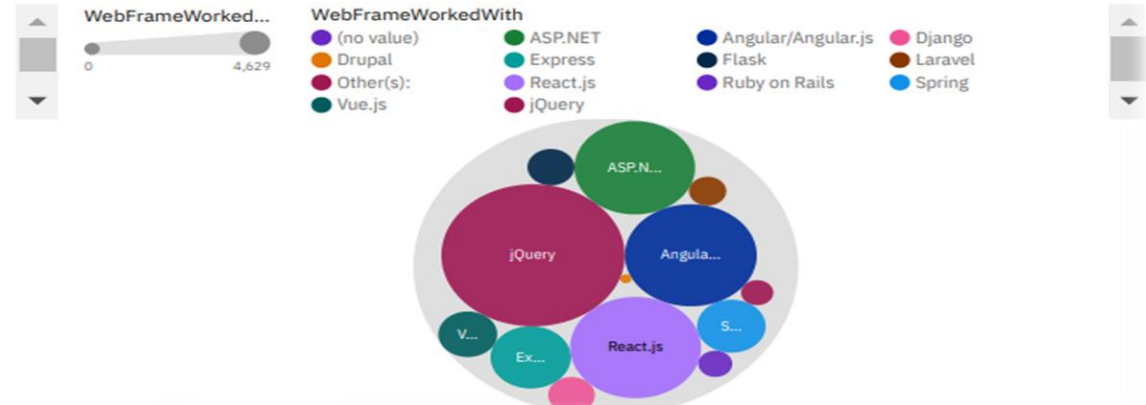 WebFrameWorked...
0
4,629
WebFrameWorkedWith
(no value)
ASP.NET
Angular/Angular.js
Django
Drupal
Express
Flask
Laravel
Other(s):
React.js
Ruby on Rails
Spring
Vue.js
jQuery
ASP.N...
jQuery
Angula...
V...
Ex...
React.js
S...